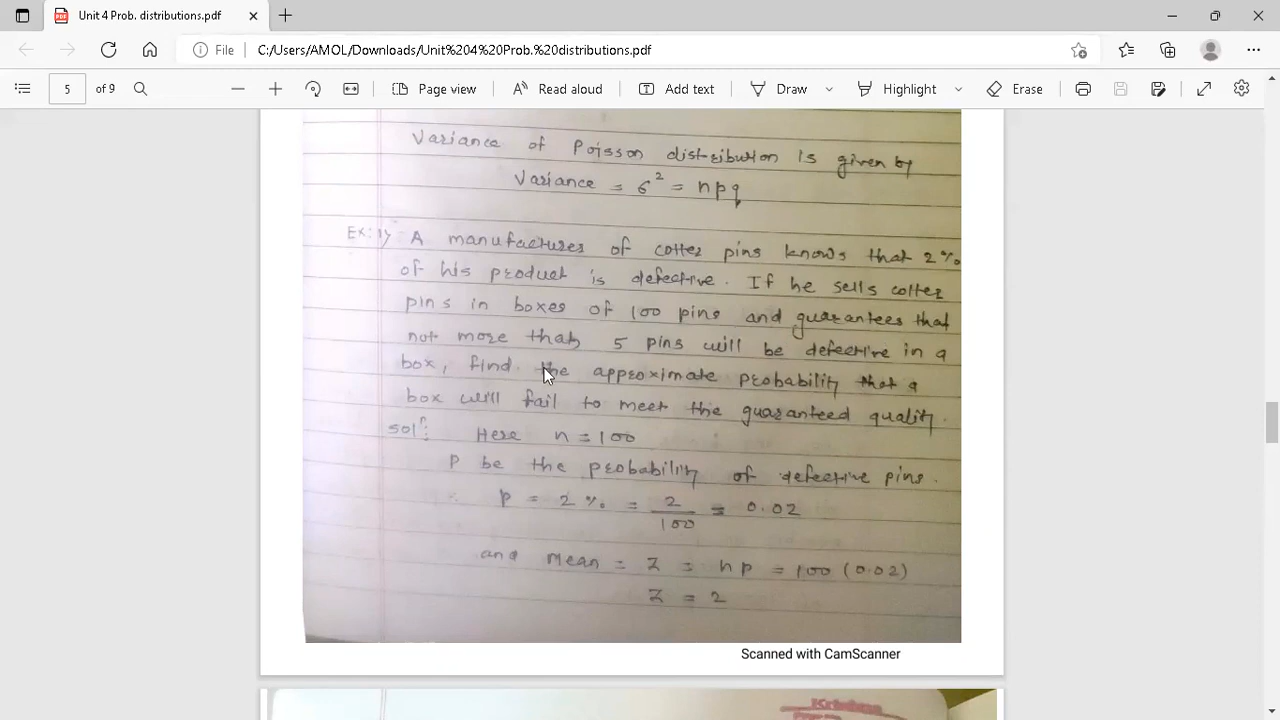 Unit 4 Prob. distributions.pdf
File C:/Users/AMOL/Downloads/Unit%204%20Prob.%20distributions.pdf
5 of 9 Page view Read aloud Add text Draw Highlight Erase
Variance of Poisson distribution is given by
Variance = σ² = npq
Ex:1) A manufactures of cotter pins knows that 2%
of his product is defective. If he sells cotter
pins in boxes of 100 pins and guarantees that
not more than 5 pins will be defective in a
box, find the approximate probability that a
box will fail to meet the guaranteed quality.
Solⁿ: Here n = 100
P be the probability of defective pins.
∴ p = 2 % = 2/100 = 0.02
and Mean = z = np = 100 (0.02)
z = 2
Scanned with CamScanner
Krishna